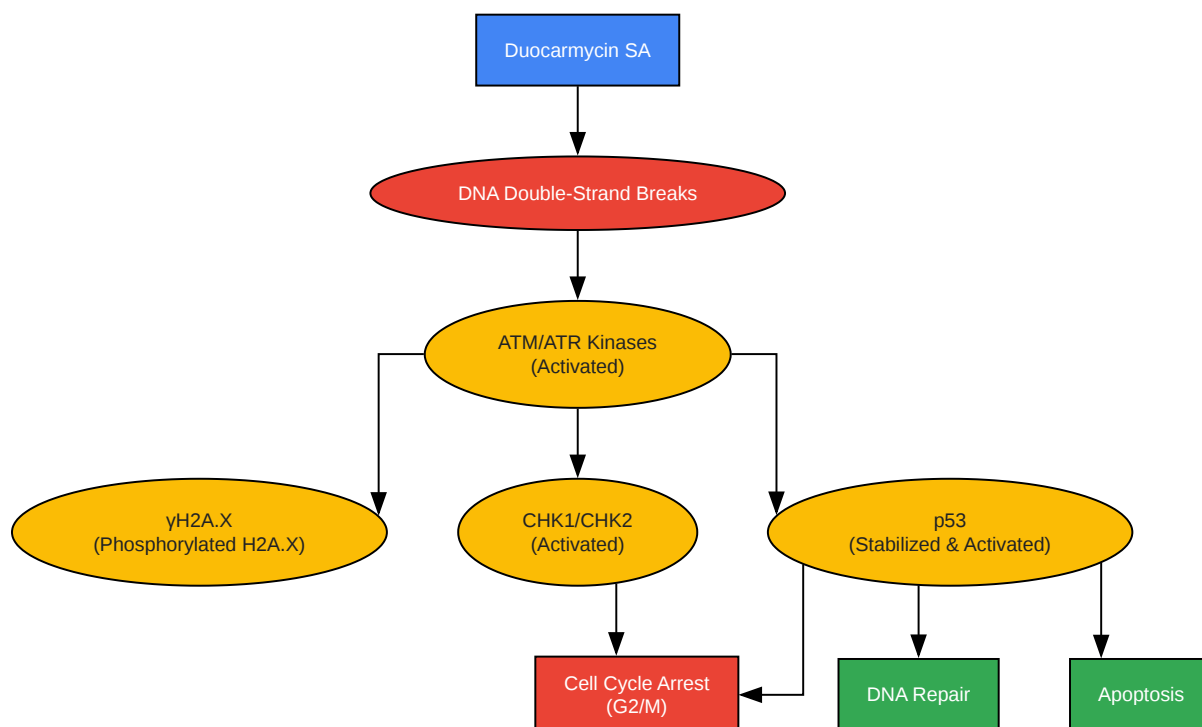 Duocarmycin SA
DNA Double-Strand Breaks
ATM/ATR Kinases
(Activated)
γH2A.X
(Phosphorylated H2A.X)
CHK1/CHK2
(Activated)
p53
(Stabilized & Activated)
Cell Cycle Arrest
(G2/M)
DNA Repair
Apoptosis